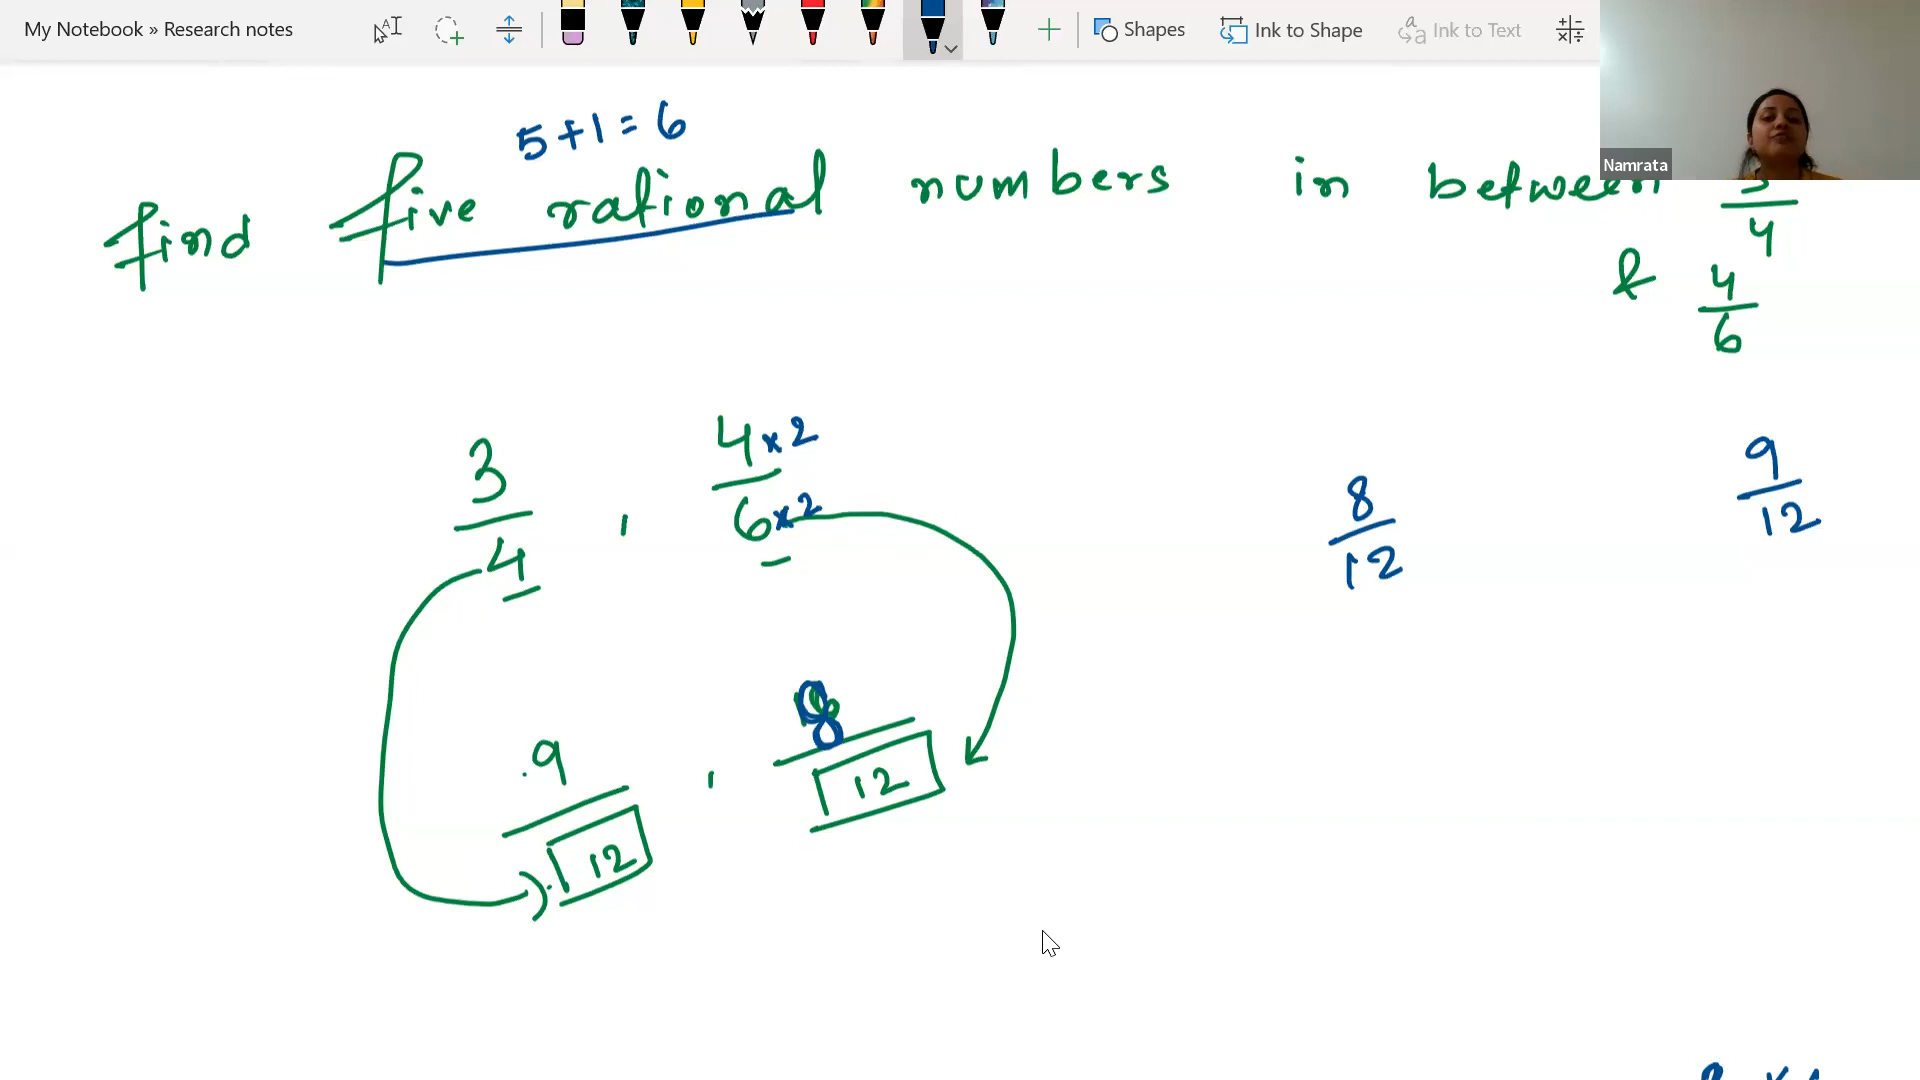 My Notebook » Research notes
Shapes
Ink to Shape
Ink to Text
Namrata
5+1=6
find five rational numbers in between 3/4
& 4/6
3/4 , 4×2/6×2
8/12 9/12
9/12 , 8/12